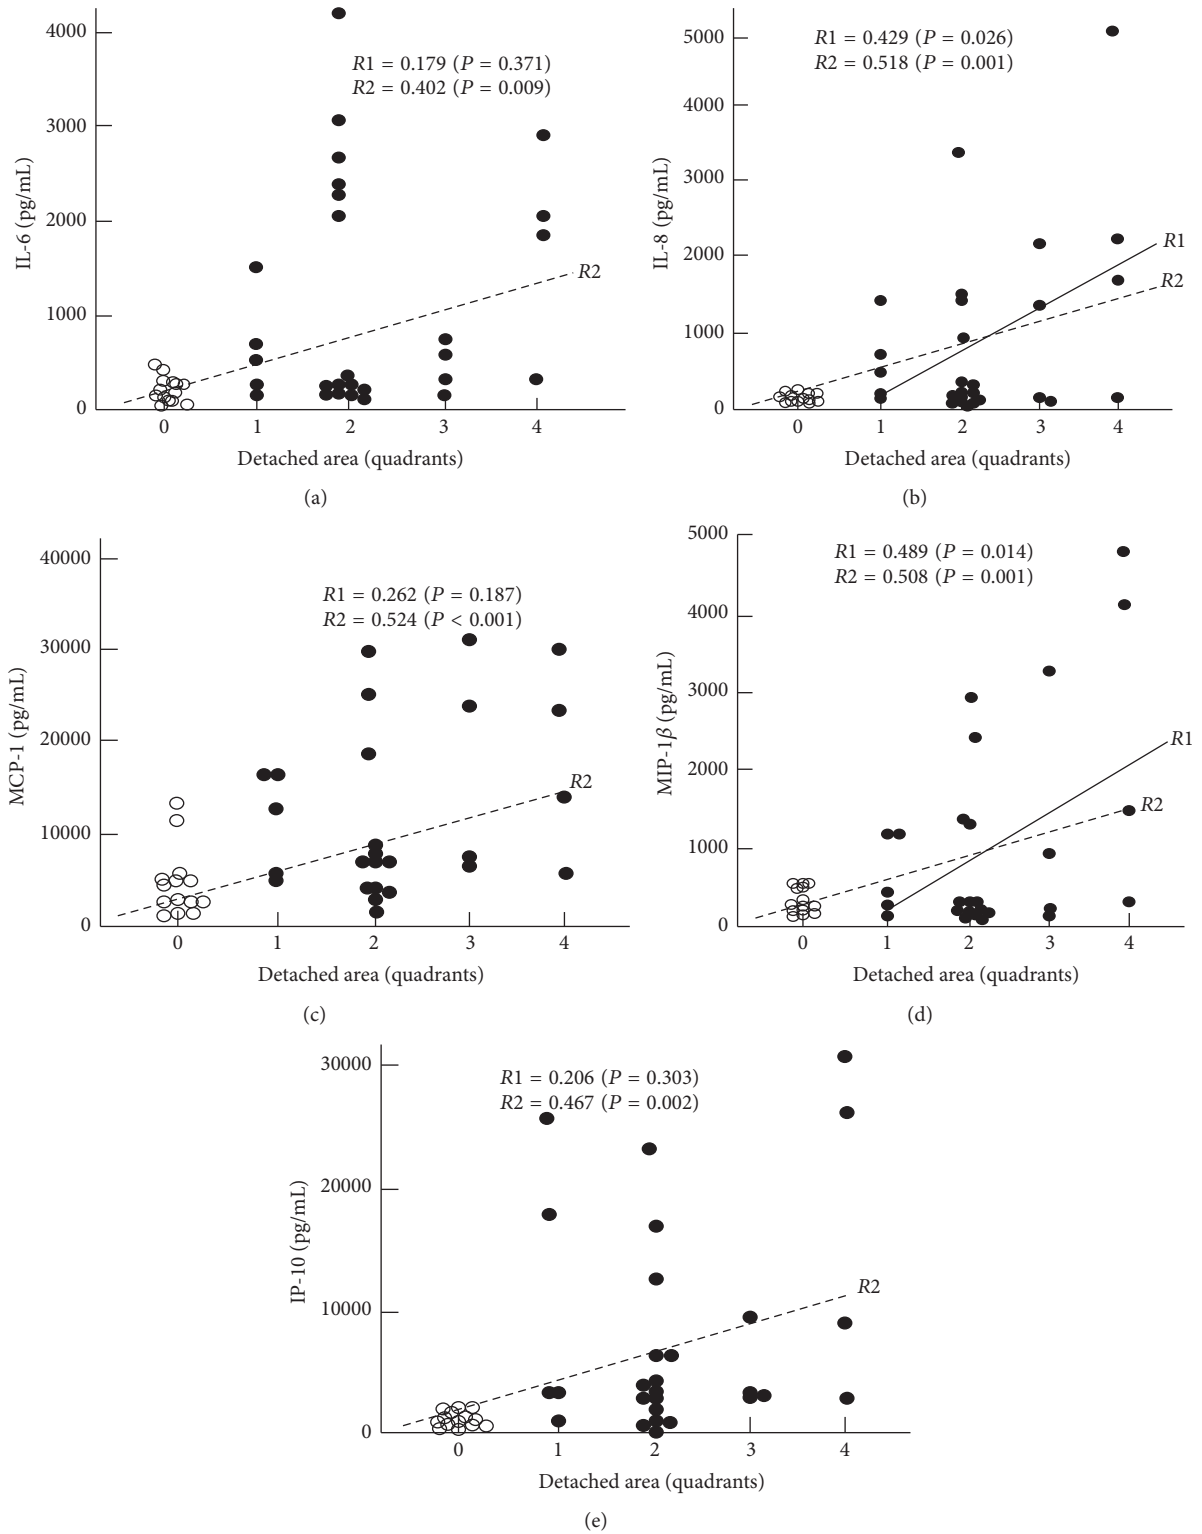 R1 = 0.179 (P = 0.371)
R2 = 0.402 (P = 0.009)
4000
3000
2000
1000
0
IL-6 (pg/mL)
R2
0 1 2 3 4
Detached area (quadrants)
(a)
R1 = 0.429 (P = 0.026)
R2 = 0.518 (P = 0.001)
5000
4000
3000
2000
1000
0
IL-8 (pg/mL)
R1
R2
0 1 2 3 4
Detached area (quadrants)
(b)
R1 = 0.262 (P = 0.187)
R2 = 0.524 (P < 0.001)
40000
30000
20000
10000
0
MCP-1 (pg/mL)
R2
0 1 2 3 4
Detached area (quadrants)
(c)
R1 = 0.489 (P = 0.014)
R2 = 0.508 (P = 0.001)
5000
4000
3000
2000
1000
0
MIP-1β (pg/mL)
R1
R2
0 1 2 3 4
Detached area (quadrants)
(d)
R1 = 0.206 (P = 0.303)
R2 = 0.467 (P = 0.002)
30000
20000
10000
0
IP-10 (pg/mL)
R2
0 1 2 3 4
Detached area (quadrants)
(e)